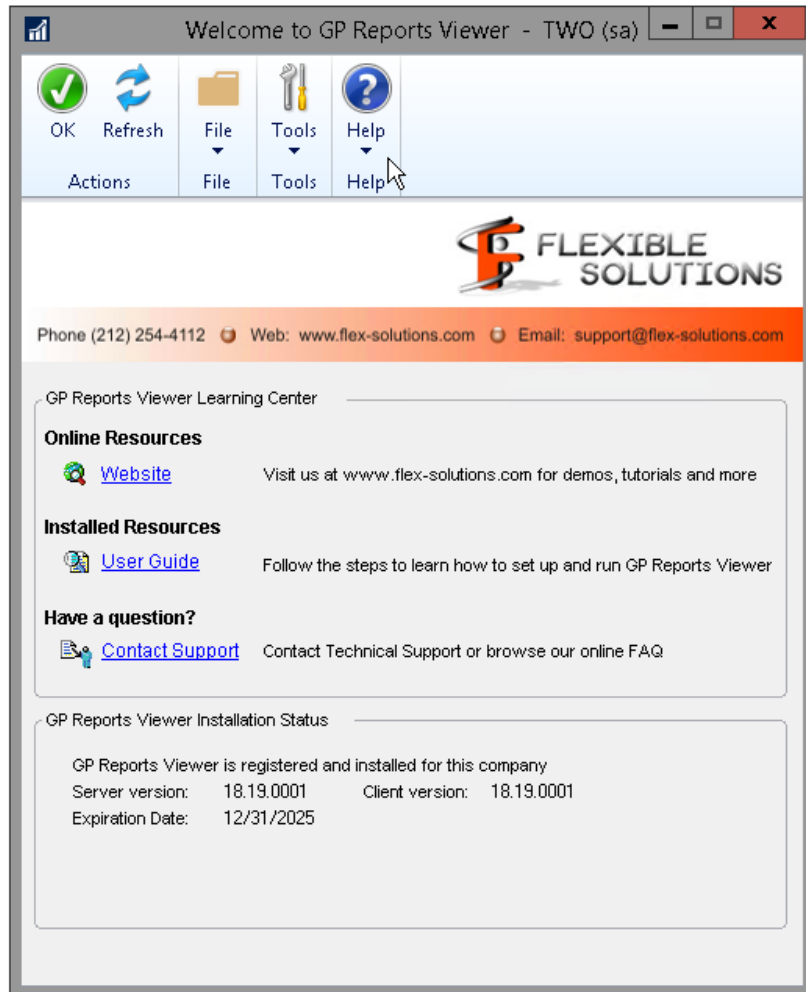 Welcome to GP Reports Viewer  -  TWO (sa)
OK Refresh File Tools Help
Actions File Tools Help
FLEXIBLE
SOLUTIONS
Phone (212) 254-4112 Web: www.flex-solutions.com Email: support@flex-solutions.com
GP Reports Viewer Learning Center
Online Resources
Website Visit us at www.flex-solutions.com for demos, tutorials and more
Installed Resources
User Guide Follow the steps to learn how to set up and run GP Reports Viewer
Have a question?
Contact Support Contact Technical Support or browse our online FAQ
GP Reports Viewer Installation Status
GP Reports Viewer is registered and installed for this company
Server version: 18.19.0001 Client version: 18.19.0001
Expiration Date: 12/31/2025